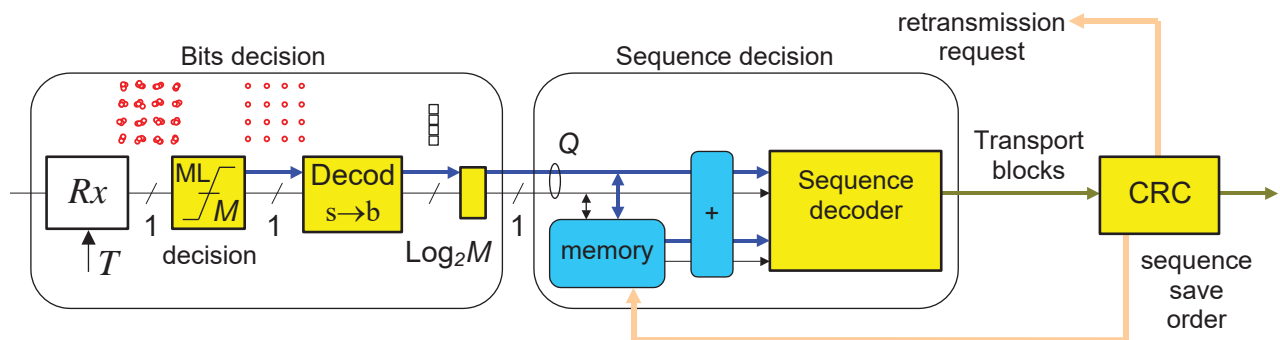 retransmission
request
Bits decision
Sequence decision
Rx
T
1
ML
M
decision
1
Decod
s→b
Log₂M
1
Q
memory
+
Sequence
decoder
Transport
blocks
CRC
sequence
save
order